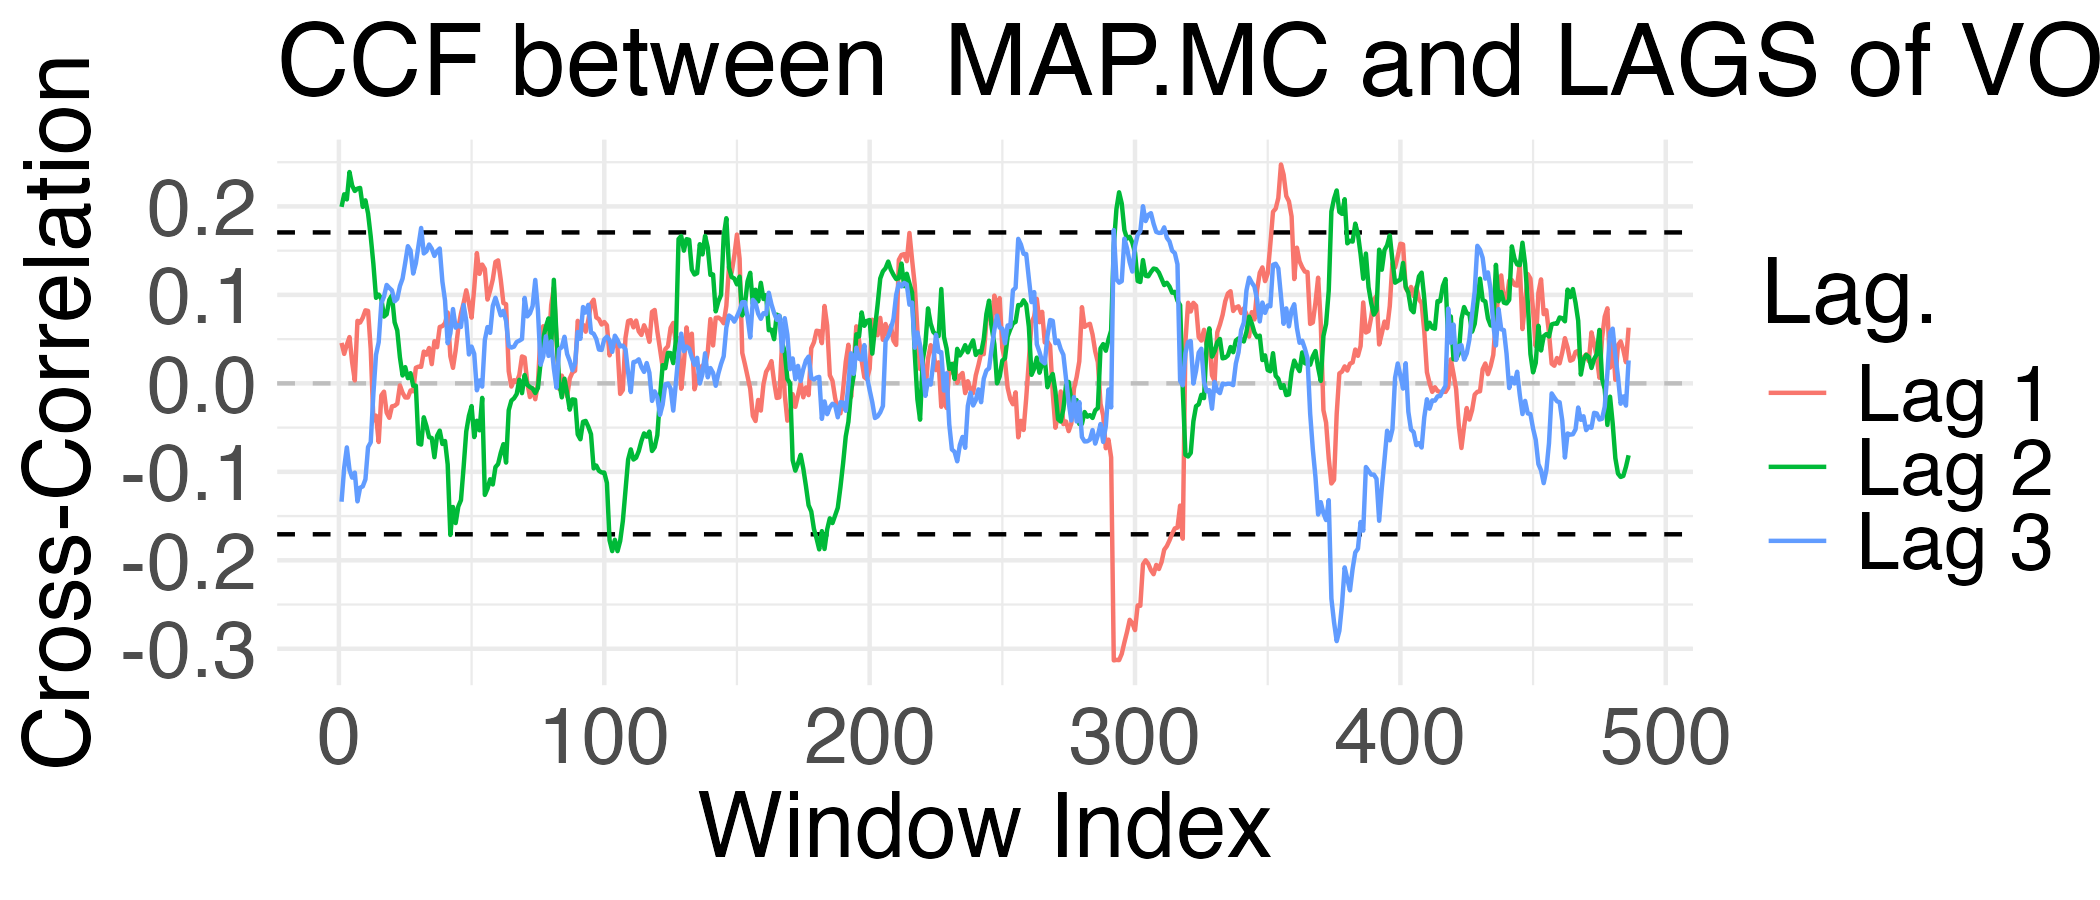 CCF between  MAP.MC and LAGS of VO
Cross-Correlation
0.2
0.1
0.0
-0.1
-0.2
-0.3
0 100 200 300 400 500
Window Index
Lag.
Lag 1
Lag 2
Lag 3